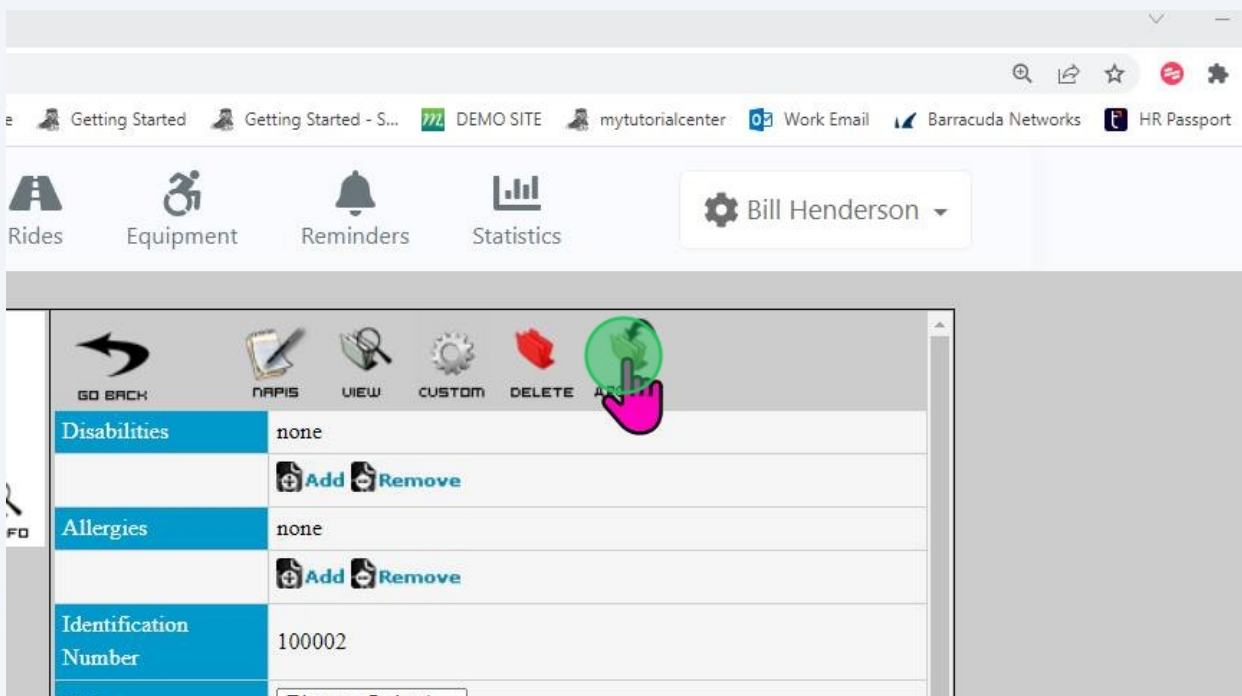 Getting Started Getting Started - S... DEMO SITE mytutorialcenter Work Email Barracuda Networks HR Passport
Rides Equipment Reminders Statistics Bill Henderson
GO BACK NAPIS VIEW CUSTOM DELETE
Disabilities none
Add Remove
FO
Allergies none
Add Remove
Identification
Number
100002